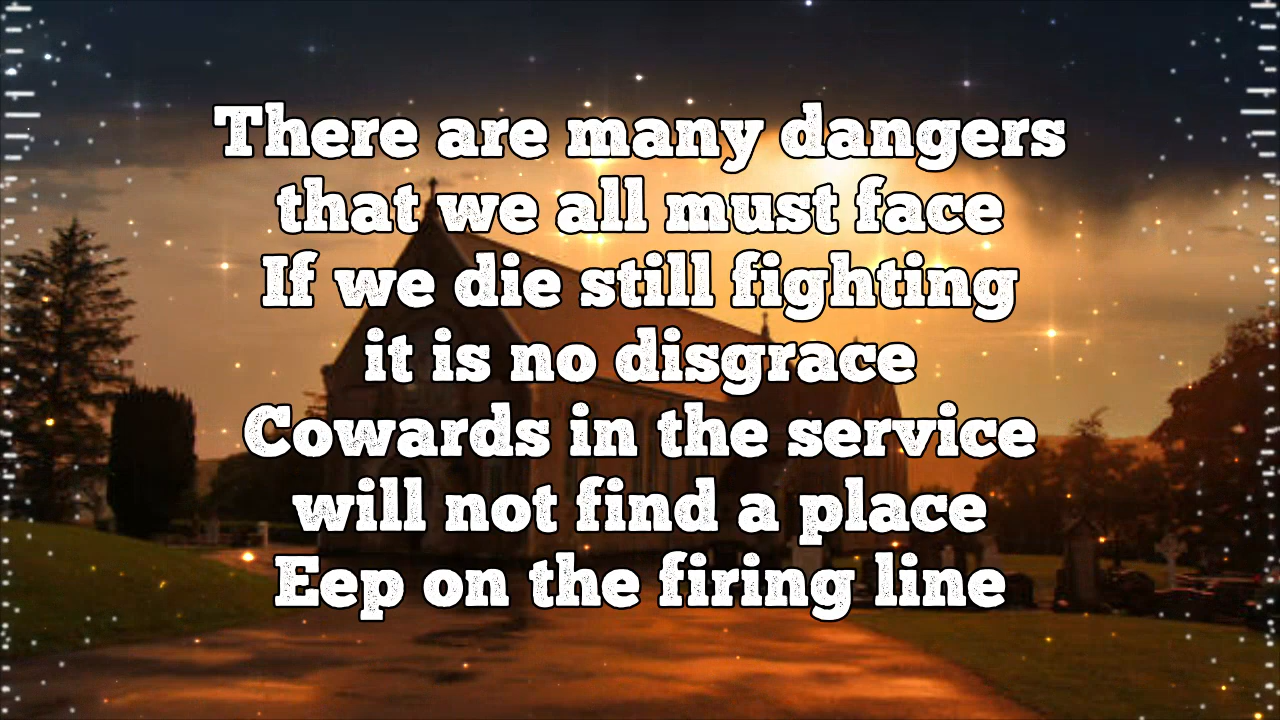 There are many dangers
that we all must face
If we die still fighting
it is no disgrace
Cowards in the service
will not find a place
Eep on the firing line